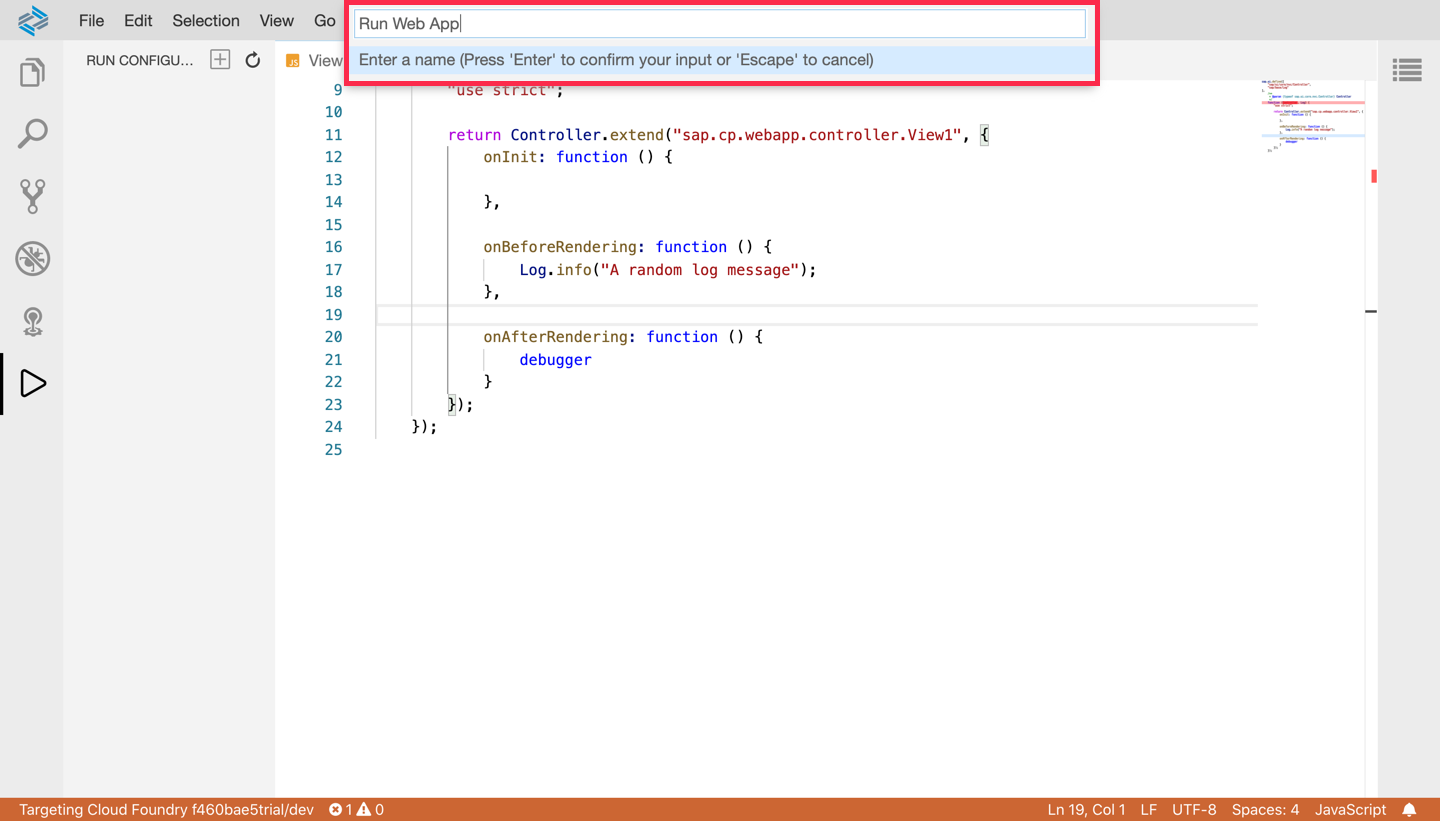 File Edit Selection View Go
Run Web App
Enter a name (Press 'Enter' to confirm your input or 'Escape' to cancel)
RUN CONFIGU...
JS View
9 "use strict";
10
11 return Controller.extend("sap.cp.webapp.controller.View1", {
12 onInit: function () {
13
14 },
15
16 onBeforeRendering: function () {
17 Log.info("A random log message");
18 },
19
20 onAfterRendering: function () {
21 debugger
22 }
23 });
24 });
25
Targeting Cloud Foundry f460bae5trial/dev 1 0 Ln 19, Col 1 LF UTF-8 Spaces: 4 JavaScript